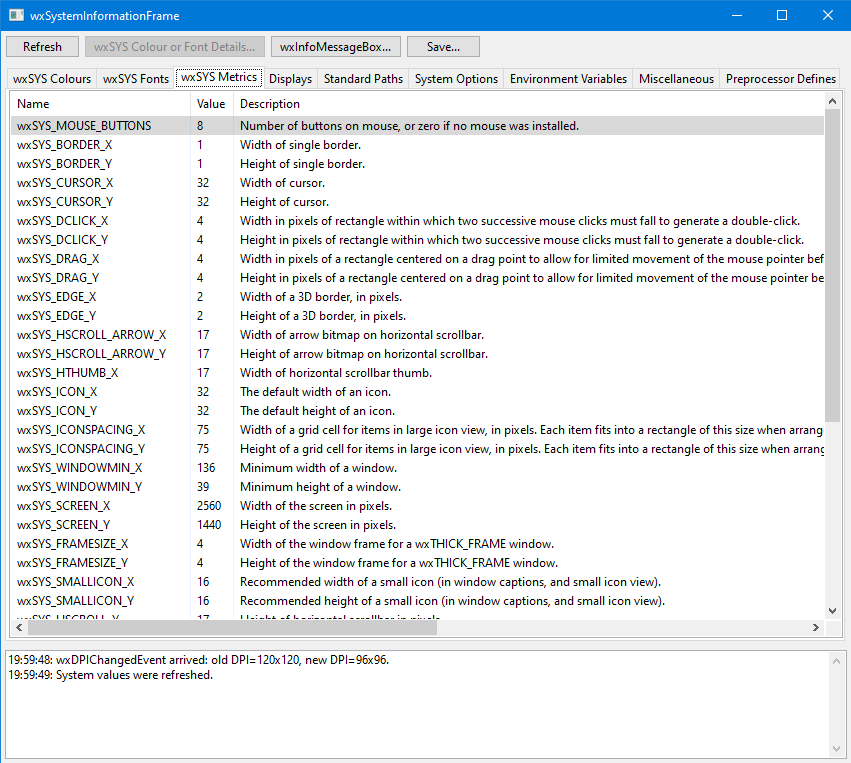 wxSystemInformationFrame
Refresh wxSYS Colour or Font Details... wxInfoMessageBox... Save...
wxSYS Colours wxSYS Fonts wxSYS Metrics Displays Standard Paths System Options Environment Variables Miscellaneous Preprocessor Defines
Name Value Description
wxSYS_MOUSE_BUTTONS 8 Number of buttons on mouse, or zero if no mouse was installed.
wxSYS_BORDER_X 1 Width of single border.
wxSYS_BORDER_Y 1 Height of single border.
wxSYS_CURSOR_X 32 Width of cursor.
wxSYS_CURSOR_Y 32 Height of cursor.
wxSYS_DCLICK_X 4 Width in pixels of rectangle within which two successive mouse clicks must fall to generate a double-click.
wxSYS_DCLICK_Y 4 Height in pixels of rectangle within which two successive mouse clicks must fall to generate a double-click.
wxSYS_DRAG_X 4 Width in pixels of a rectangle centered on a drag point to allow for limited movement of the mouse pointer bef
wxSYS_DRAG_Y 4 Height in pixels of a rectangle centered on a drag point to allow for limited movement of the mouse pointer be
wxSYS_EDGE_X 2 Width of a 3D border, in pixels.
wxSYS_EDGE_Y 2 Height of a 3D border, in pixels.
wxSYS_HSCROLL_ARROW_X 17 Width of arrow bitmap on horizontal scrollbar.
wxSYS_HSCROLL_ARROW_Y 17 Height of arrow bitmap on horizontal scrollbar.
wxSYS_HTHUMB_X 17 Width of horizontal scrollbar thumb.
wxSYS_ICON_X 32 The default width of an icon.
wxSYS_ICON_Y 32 The default height of an icon.
wxSYS_ICONSPACING_X 75 Width of a grid cell for items in large icon view, in pixels. Each item fits into a rectangle of this size when arrang
wxSYS_ICONSPACING_Y 75 Height of a grid cell for items in large icon view, in pixels. Each item fits into a rectangle of this size when arrang
wxSYS_WINDOWMIN_X 136 Minimum width of a window.
wxSYS_WINDOWMIN_Y 39 Minimum height of a window.
wxSYS_SCREEN_X 2560 Width of the screen in pixels.
wxSYS_SCREEN_Y 1440 Height of the screen in pixels.
wxSYS_FRAMESIZE_X 4 Width of the window frame for a wxTHICK_FRAME window.
wxSYS_FRAMESIZE_Y 4 Height of the window frame for a wxTHICK_FRAME window.
wxSYS_SMALLICON_X 16 Recommended width of a small icon (in window captions, and small icon view).
wxSYS_SMALLICON_Y 16 Recommended height of a small icon (in window captions, and small icon view).
wxSYS_HSCROLL_Y 17 Height of horizontal scrollbar in pixels.
19:59:48: wxDPIChangedEvent arrived: old DPI=120x120, new DPI=96x96.
19:59:49: System values were refreshed.